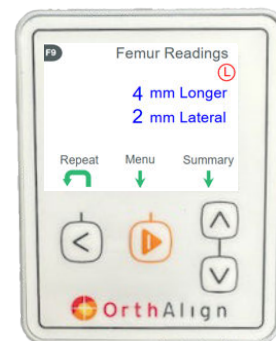 F9
Femur Readings
L
4 mm Longer
2 mm Lateral
Repeat Menu Summary
OrthAlign